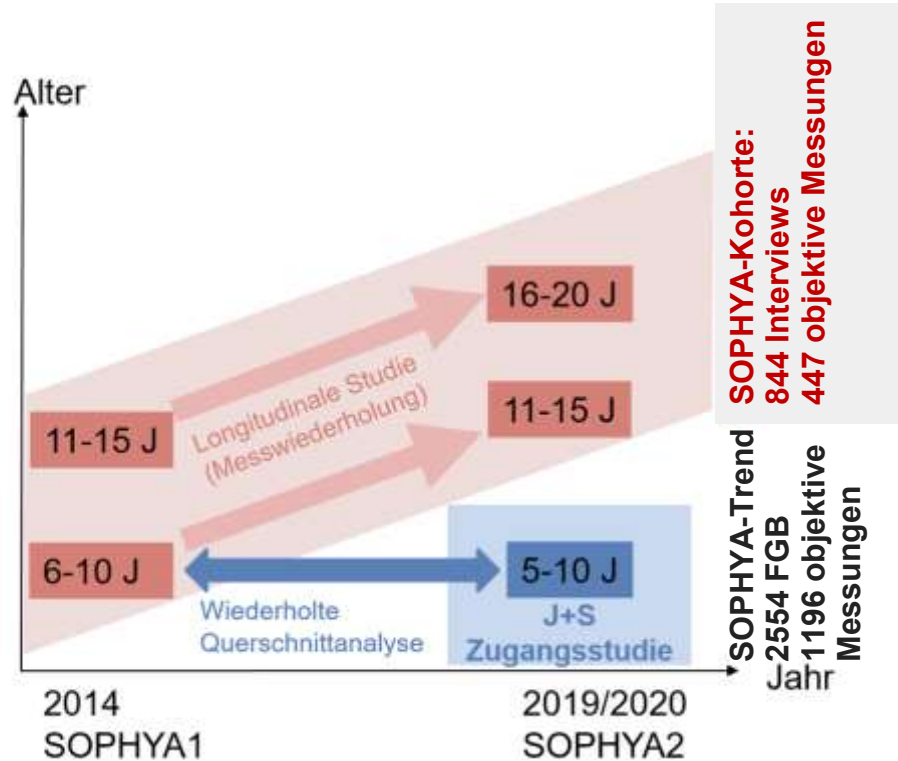 Alter
16-20 J
11-15 J
11-15 J
6-10 J
5-10 J
Longitudinale Studie
(Messwiederholung)
Wiederholte
Querschnittanalyse
J+S
Zugangsstudie
Jahr
2014
SOPHYA1
2019/2020
SOPHYA2
SOPHYA-Kohorte:
844 Interviews
447 objektive Messungen
SOPHYA-Trend
2554 FGB
1196 objektive
Messungen